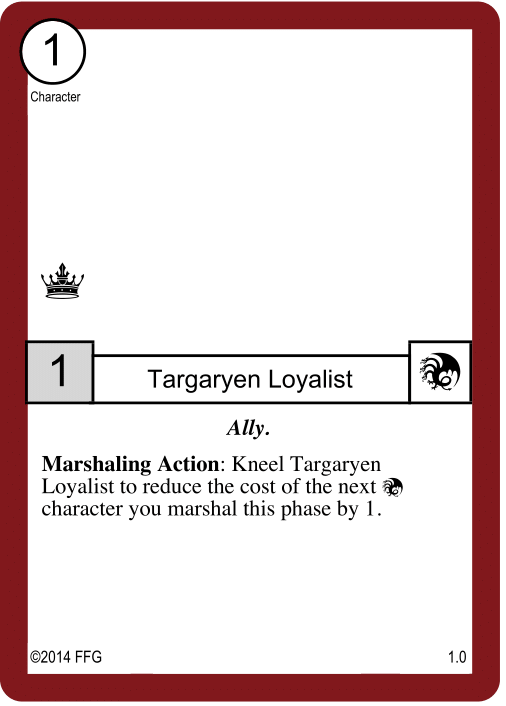 1
Character
1
Targaryen Loyalist
Ally.
Marshaling Action: Kneel Targaryen
Loyalist to reduce the cost of the next
character you marshal this phase by 1.
©2014 FFG
1.0